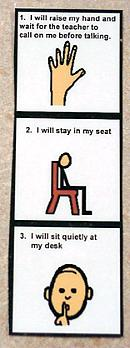 1. I will raise my hand and
wait for the teacher to
call on me before talking.
2. I will stay in my seat
3. I will sit quietly at
my desk